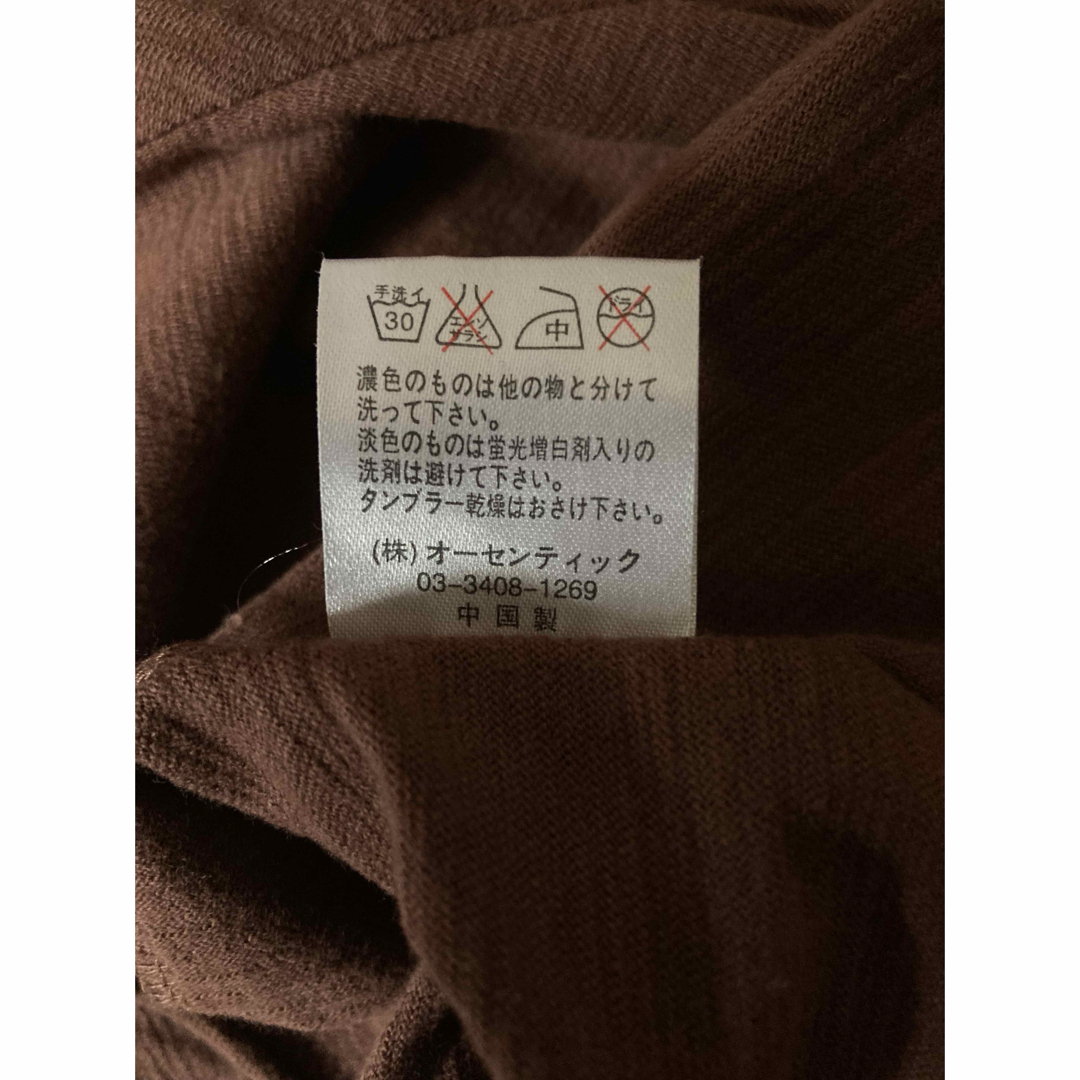 手洗イ
30
エンソ
サラシ
中
ドライ
濃色のものは他の物と分けて
洗って下さい。
淡色のものは蛍光増白剤入りの
洗剤は避けて下さい。
タンブラー乾燥はおさけ下さい。
(株)オーセンティック
03-3408-1269
中国製